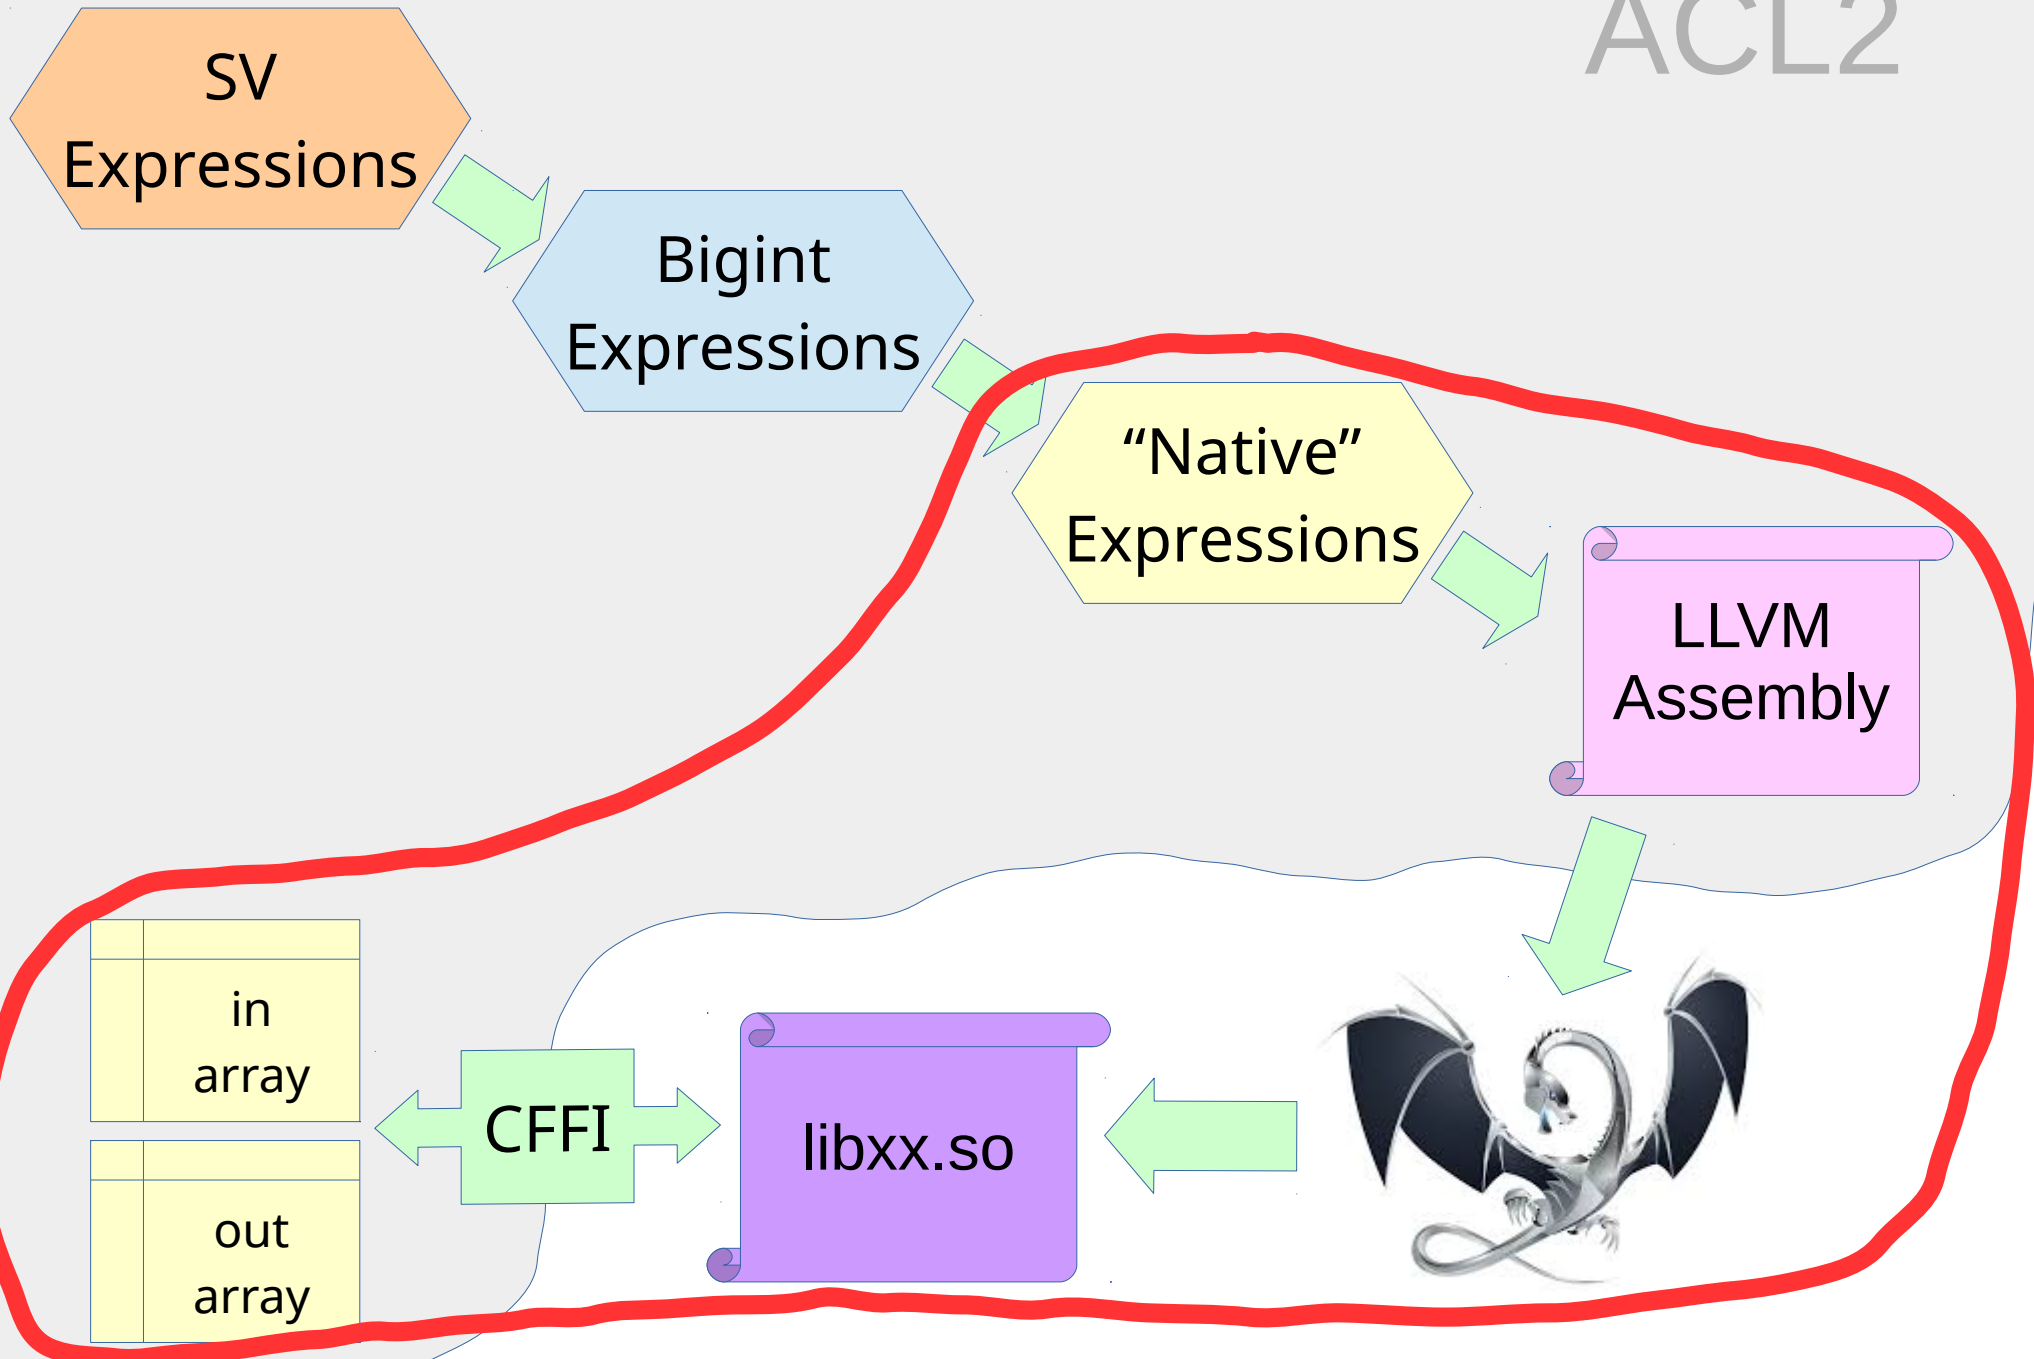 ACL2
SV
Expressions
Bigint
Expressions
“Native”
Expressions
LLVM
Assembly
in
array
CFFI
libxx.so
out
array